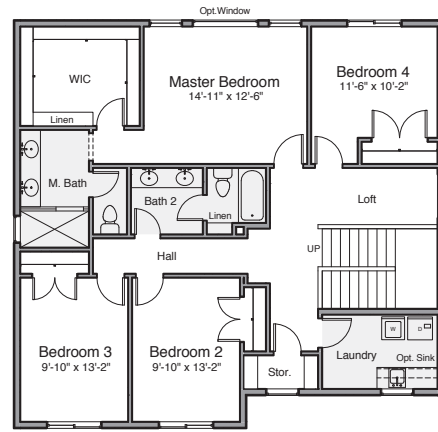 Opt.Window
WIC
Master Bedroom
14'-11" x 12'-6"
Bedroom 4
11'-6" x 10'-2"
Linen
M. Bath
Bath 2
Linen
Loft
UP
Hall
Bedroom 3
9'-10" x 13'-2"
Bedroom 2
9'-10" x 13'-2"
Stor.
W
D
Laundry
Opt. Sink